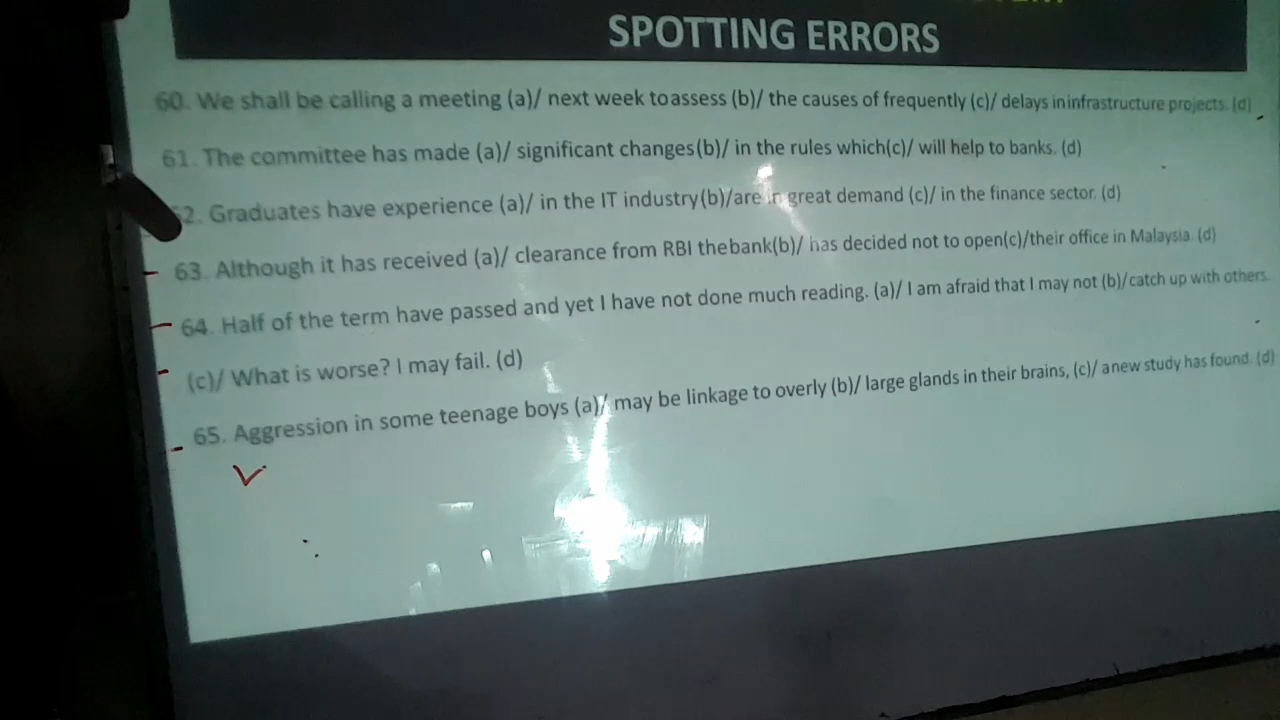 SPOTTING ERRORS
60. We shall be calling a meeting (a)/ next week toassess (b)/ the causes of frequently (c)/ delays ininfrastructure projects. (d)
61. The committee has made (a)/ significant changes(b)/ in the rules which(c)/ will help to banks. (d)
2. Graduates have experience (a)/ in the IT industry(b)/are in great demand (c)/ in the finance sector. (d)
63. Although it has received (a)/ clearance from RBI thebank(b)/ has decided not to open(c)/their office in Malaysia. (d)
64. Half of the term have passed and yet I have not done much reading. (a)/ I am afraid that I may not (b)/catch up with others.
(c)/ What is worse? I may fail. (d)
65. Aggression in some teenage boys (a)/ may be linkage to overly (b)/ large glands in their brains, (c)/ anew study has found. (d)